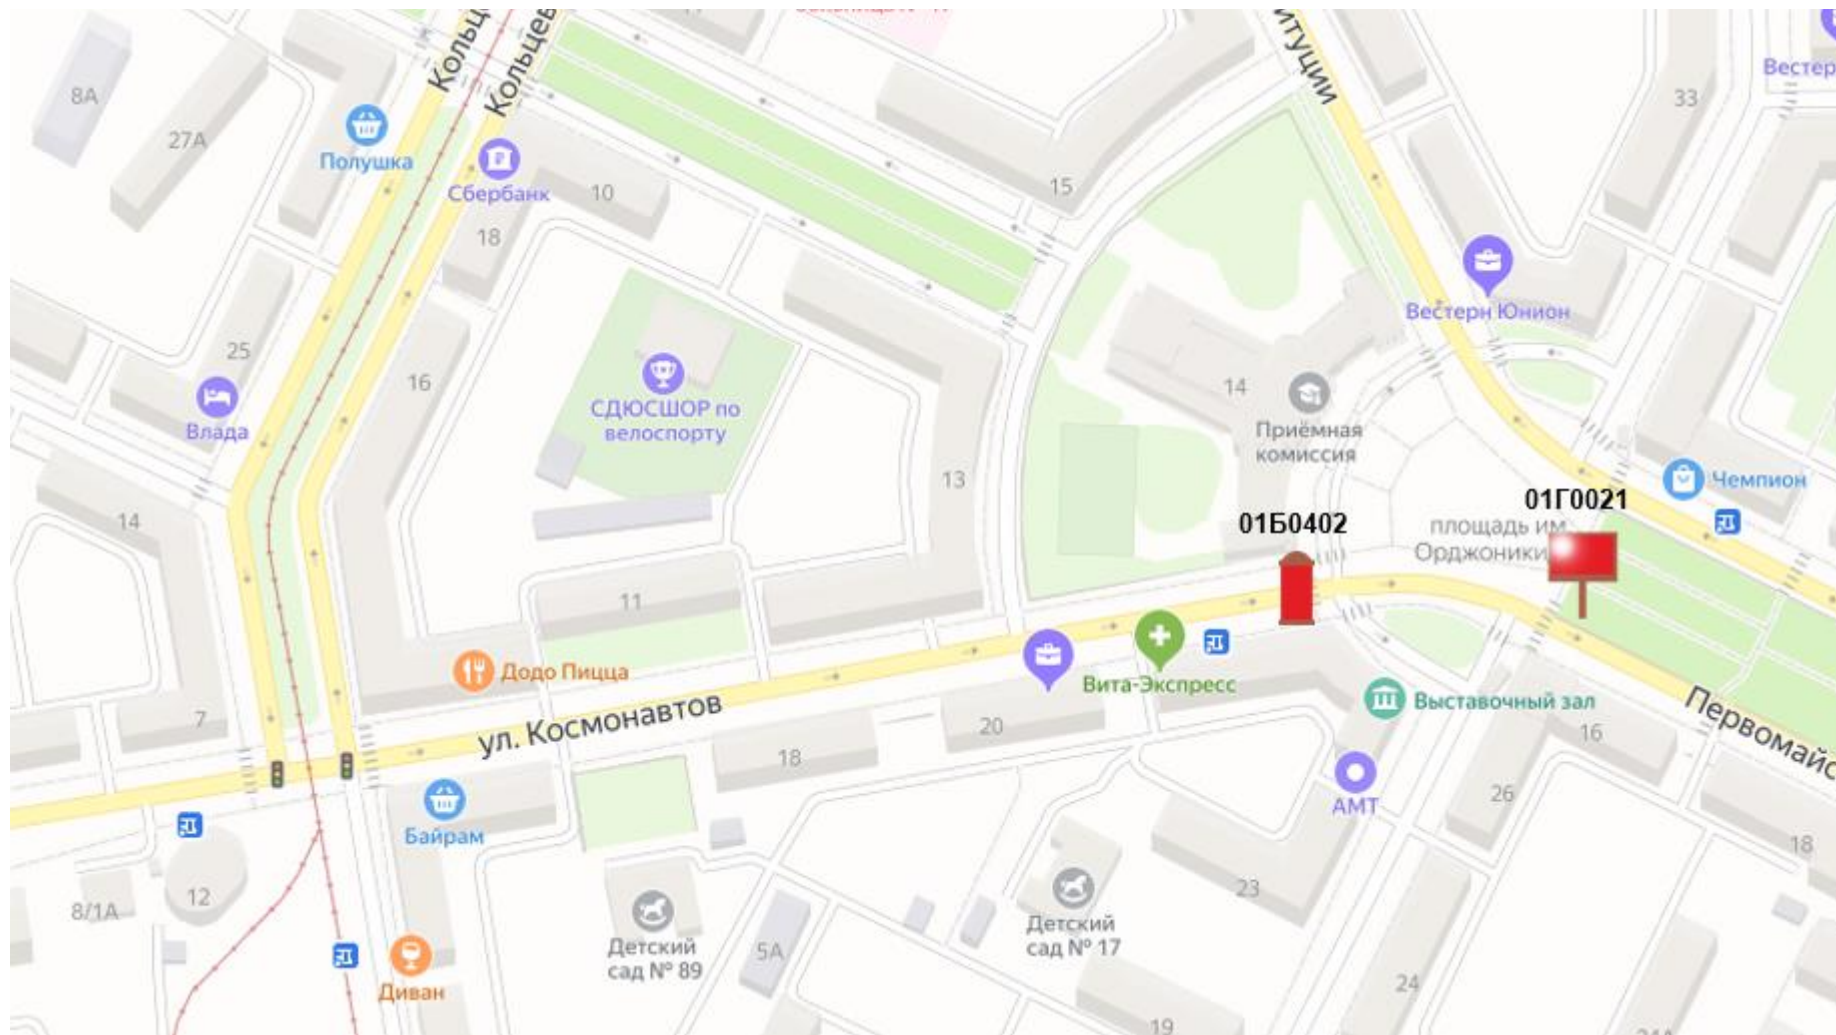 Кольц
Кольцев
итуции
Вестер
8А
33
27А
Полушка
Сбербанк
10
15
18
Вестерн Юнион
25
16
14
СДЮСШОР по
велоспорту
Влада
Приёмная
комиссия
13
Чемпион
01Г0021
01Б0402
14
площадь им
Орджоники
11
Додо Пицца
Вита-Экспресс
Выставочный зал
Первомайс
7
ул. Космонавтов
20
16
18
26
АМТ
Байрам
18
12
23
8/1А
Детский
сад № 17
Детский
сад № 89
5А
Диван
24
19